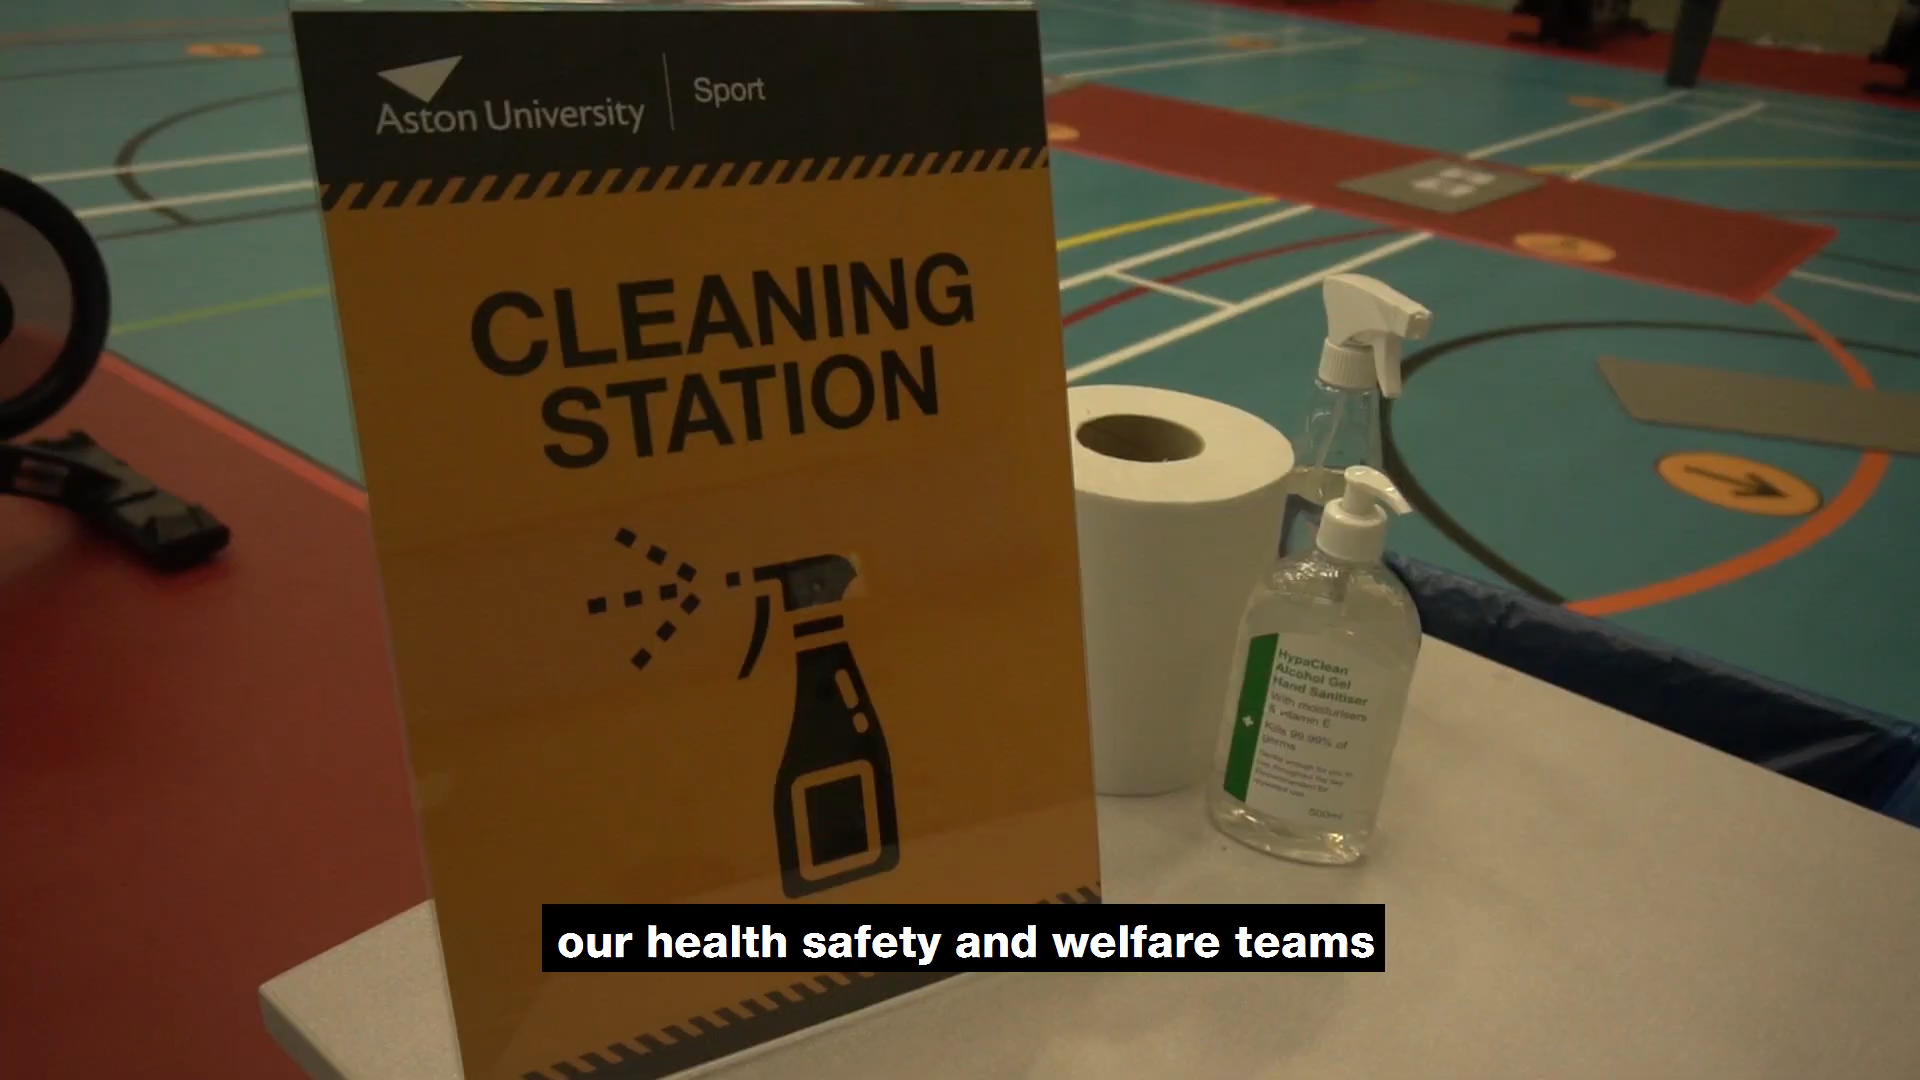 Aston University
Sport
CLEANING
STATION
HypaClean
Alcohol Gel
Hand Sanitiser
With moisturisers
& vitamin E
Kills 99.99% of
germs
500ml
our health safety and welfare teams